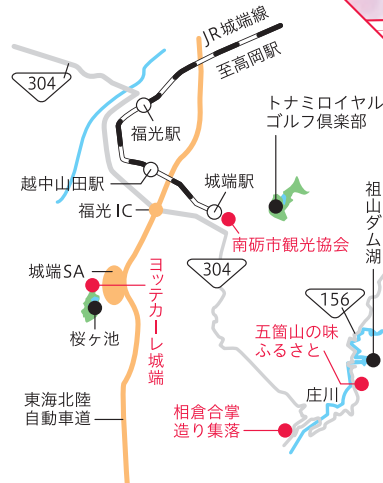 JR城端線
至高岡駅
304
福光駅
トナミロイヤル
ゴルフ倶楽部
越中山田駅
城端駅
祖山ダム湖
福光IC
南砺市観光協会
城端SA
ヨッテカーレ城端
304
156
桜ヶ池
五箇山の味
ふるさと
東海北陸
自動車道
庄川
相倉合掌
造り集落